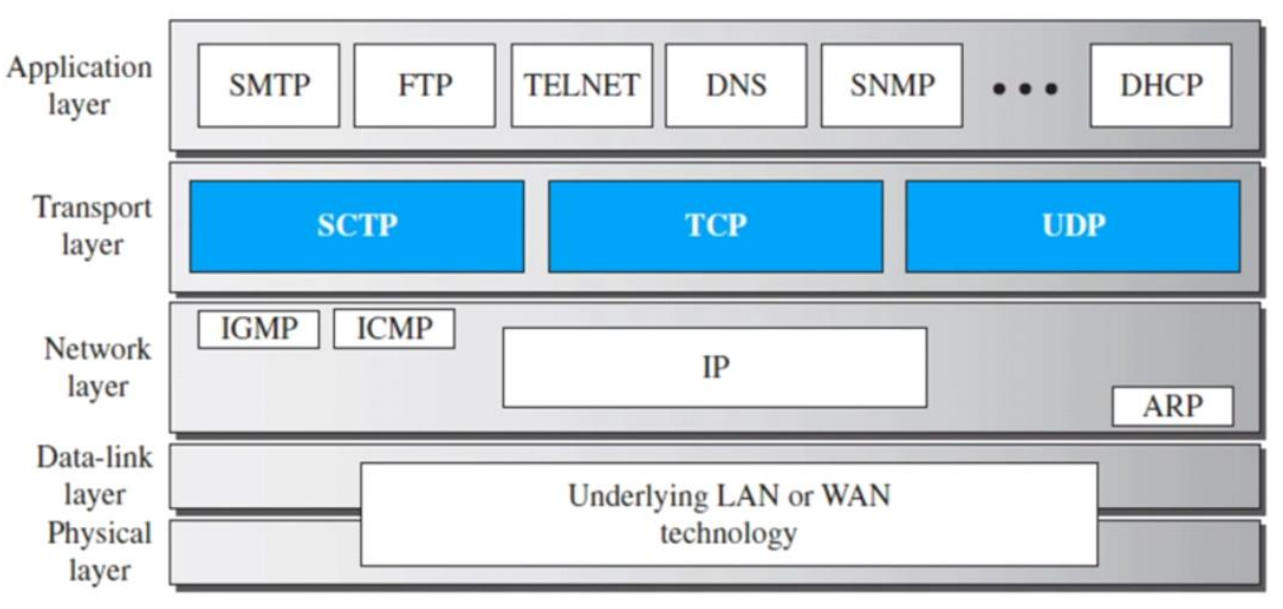 Application
layer
SMTP
FTP
TELNET
DNS
SNMP
• • •
DHCP
Transport
layer
SCTP
TCP
UDP
Network
layer
IGMP
ICMP
IP
ARP
Data-link
layer
Physical
layer
Underlying LAN or WAN
technology